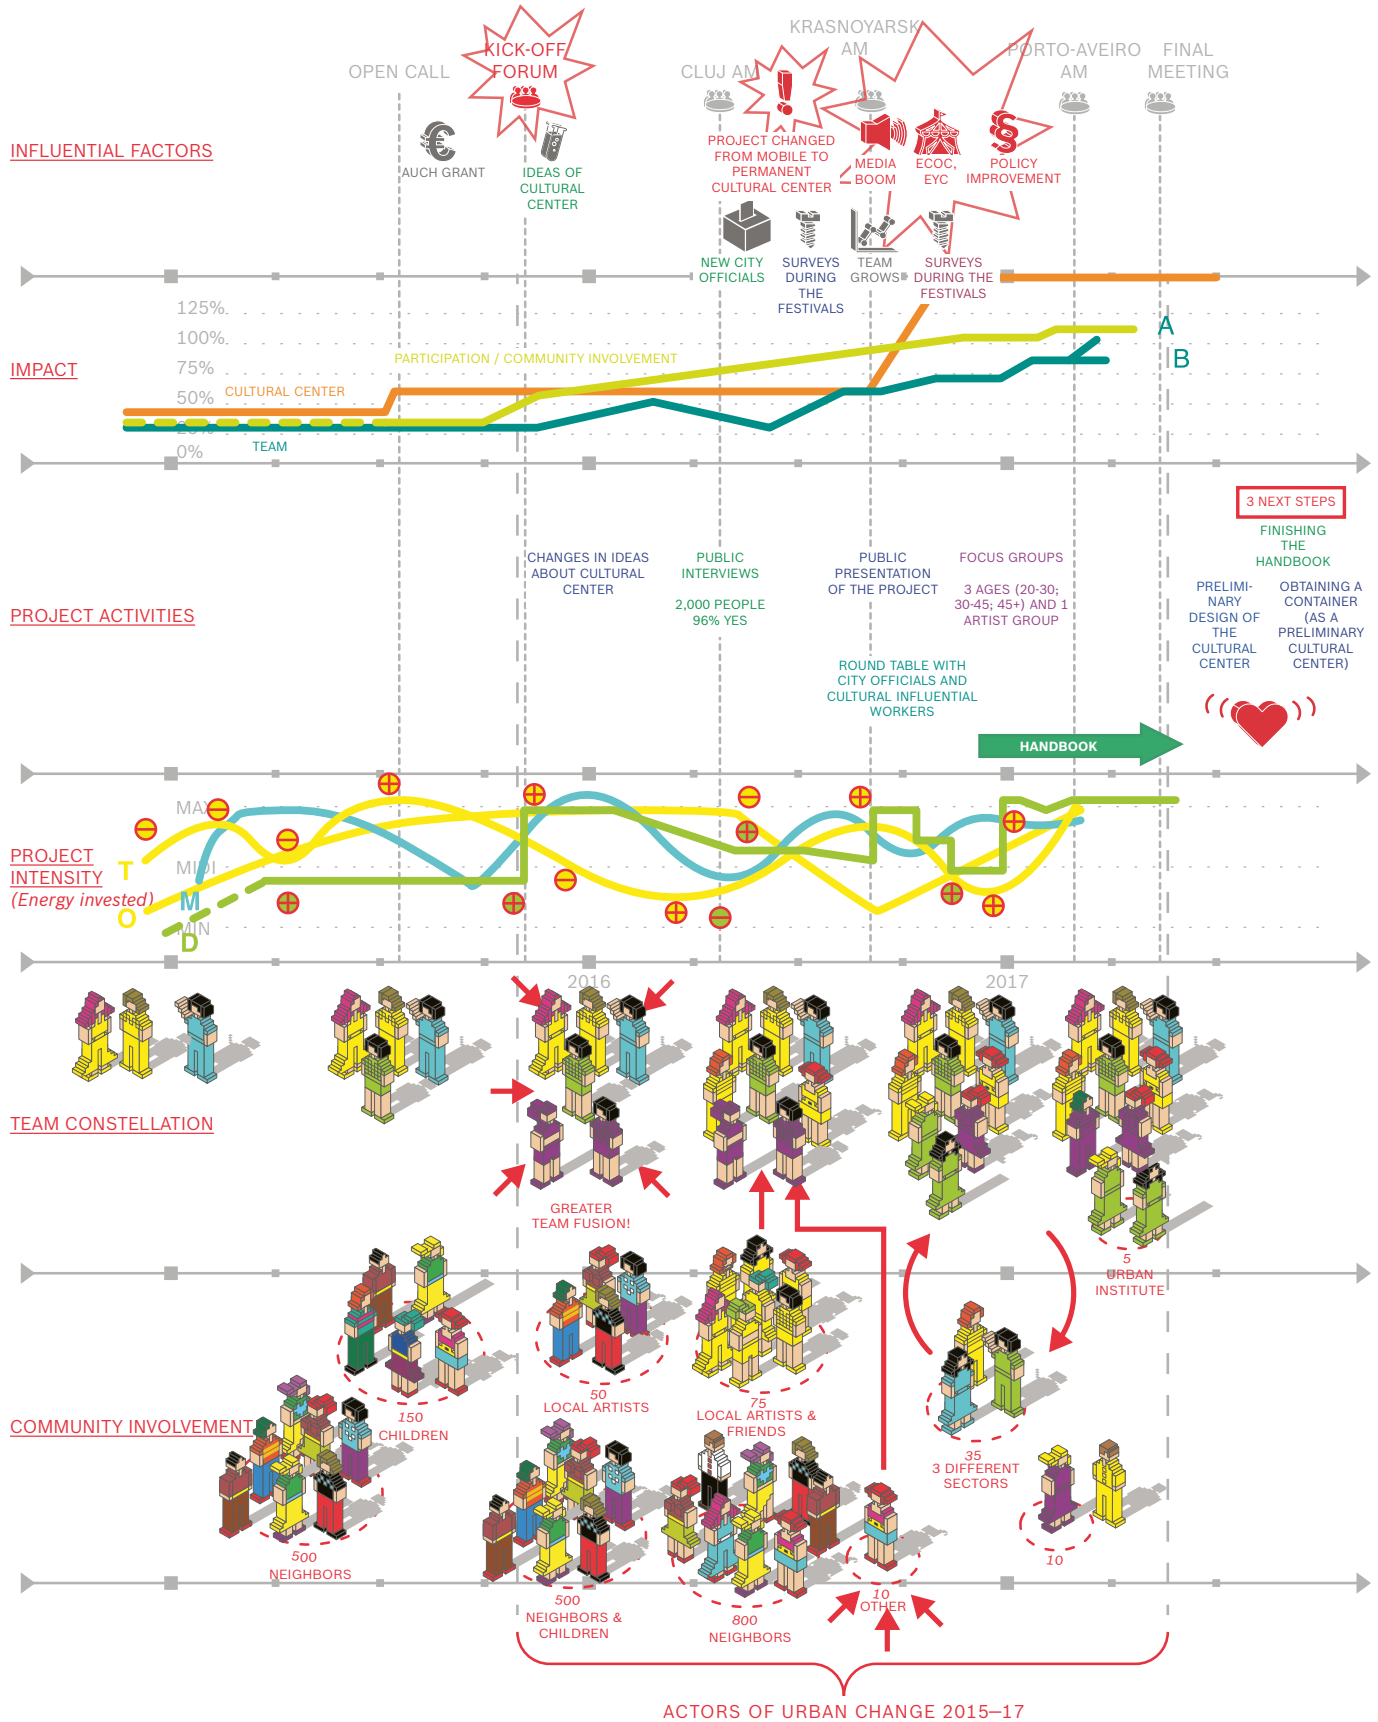 KRASNOYARSK
AM
KICK-OFF
FORUM
OPEN CALL
CLUJ AM
PORTO-AVEIRO
AM
FINAL
MEETING
INFLUENTIAL FACTORS
AUCH GRANT
IDEAS OF
CULTURAL
CENTER
PROJECT CHANGED
FROM MOBILE TO
PERMANENT
CULTURAL CENTER
MEDIA
BOOM
ECOC,
EYC
POLICY
IMPROVEMENT
NEW CITY
OFFICIALS
SURVEYS
DURING
THE
FESTIVALS
TEAM
GROWS
SURVEYS
DURING THE
FESTIVALS
IMPACT
125%
100%
75%
50%
25%
0%
PARTICIPATION / COMMUNITY INVOLVEMENT
CULTURAL CENTER
TEAM
A
B
3 NEXT STEPS
FINISHING
THE
HANDBOOK
PRELIMI-
NARY
DESIGN OF
THE
CULTURAL
CENTER
OBTAINING A
CONTAINER
(AS A
PRELIMINARY
CULTURAL
CENTER)
PROJECT ACTIVITIES
CHANGES IN IDEAS
ABOUT CULTURAL
CENTER
PUBLIC
INTERVIEWS
2,000 PEOPLE
96% YES
PUBLIC
PRESENTATION
OF THE PROJECT
FOCUS GROUPS
3 AGES (20-30;
30-45; 45+) AND 1
ARTIST GROUP
ROUND TABLE WITH
CITY OFFICIALS AND
CULTURAL INFLUENTIAL
WORKERS
HANDBOOK
PROJECT
INTENSITY
(Energy invested)
MAX
MIDI
MIN
T
M
O
D
2016
2017
TEAM CONSTELLATION
GREATER
TEAM FUSION!
5
URBAN
INSTITUTE
COMMUNITY INVOLVEMENT
150
CHILDREN
50
LOCAL ARTISTS
75
LOCAL ARTISTS &
FRIENDS
35
3 DIFFERENT
SECTORS
500
NEIGHBORS
500
NEIGHBORS &
CHILDREN
800
NEIGHBORS
10
OTHER
10
ACTORS OF URBAN CHANGE 2015—17